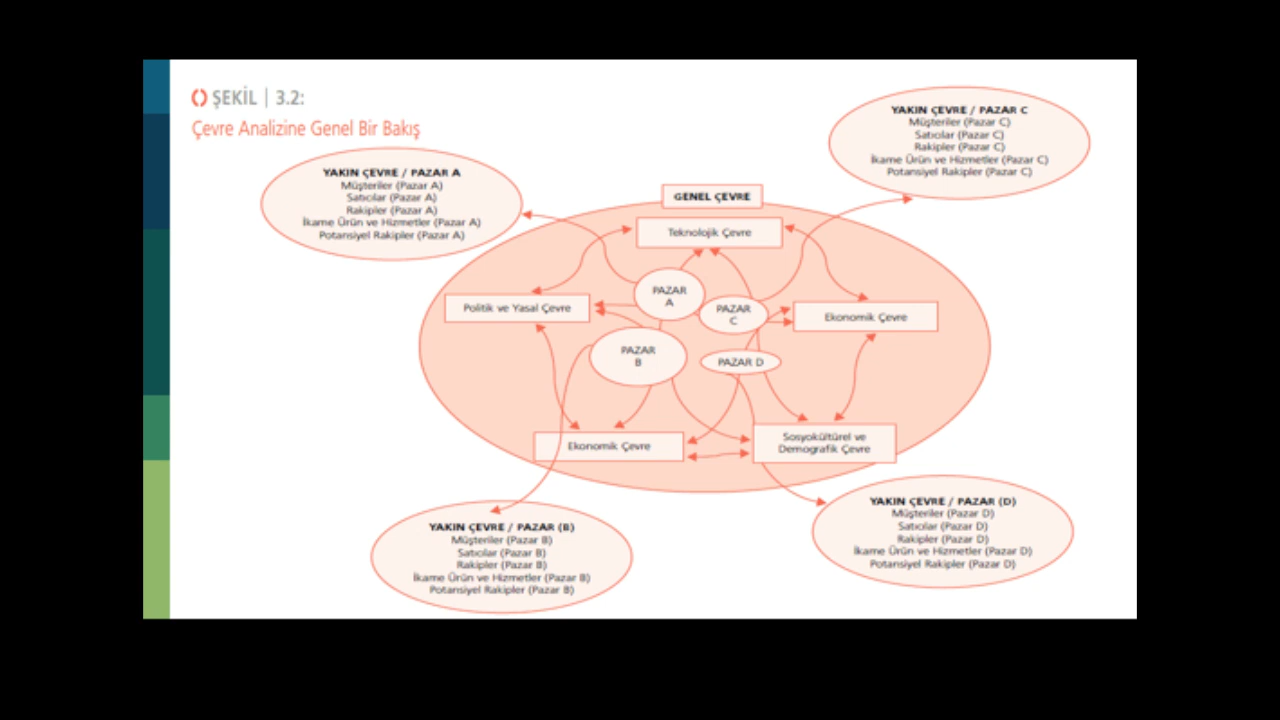 ŞEKİL | 3.2:
Çevre Analizine Genel Bir Bakış
YAKIN ÇEVRE / PAZAR A
Müşteriler (Pazar A)
Satıcılar (Pazar A)
Rakipler (Pazar A)
İkame Ürün ve Hizmetler (Pazar A)
Potansiyel Rakipler (Pazar A)
YAKIN ÇEVRE / PAZAR C
Müşteriler (Pazar C)
Satıcılar (Pazar C)
Rakipler (Pazar C)
İkame Ürün ve Hizmetler (Pazar C)
Potansiyel Rakipler (Pazar C)
GENEL ÇEVRE
Teknolojik Çevre
PAZAR
A
Politik ve Yasal Çevre
PAZAR
C
Ekonomik Çevre
PAZAR
B
PAZAR D
Ekonomik Çevre
Sosyokültürel ve
Demografik Çevre
YAKIN ÇEVRE / PAZAR (B)
Müşteriler (Pazar B)
Satıcılar (Pazar B)
Rakipler (Pazar B)
İkame Ürün ve Hizmetler (Pazar B)
Potansiyel Rakipler (Pazar B)
YAKIN ÇEVRE / PAZAR (D)
Müşteriler (Pazar D)
Satıcılar (Pazar D)
Rakipler (Pazar D)
İkame Ürün ve Hizmetler (Pazar D)
Potansiyel Rakipler (Pazar D)